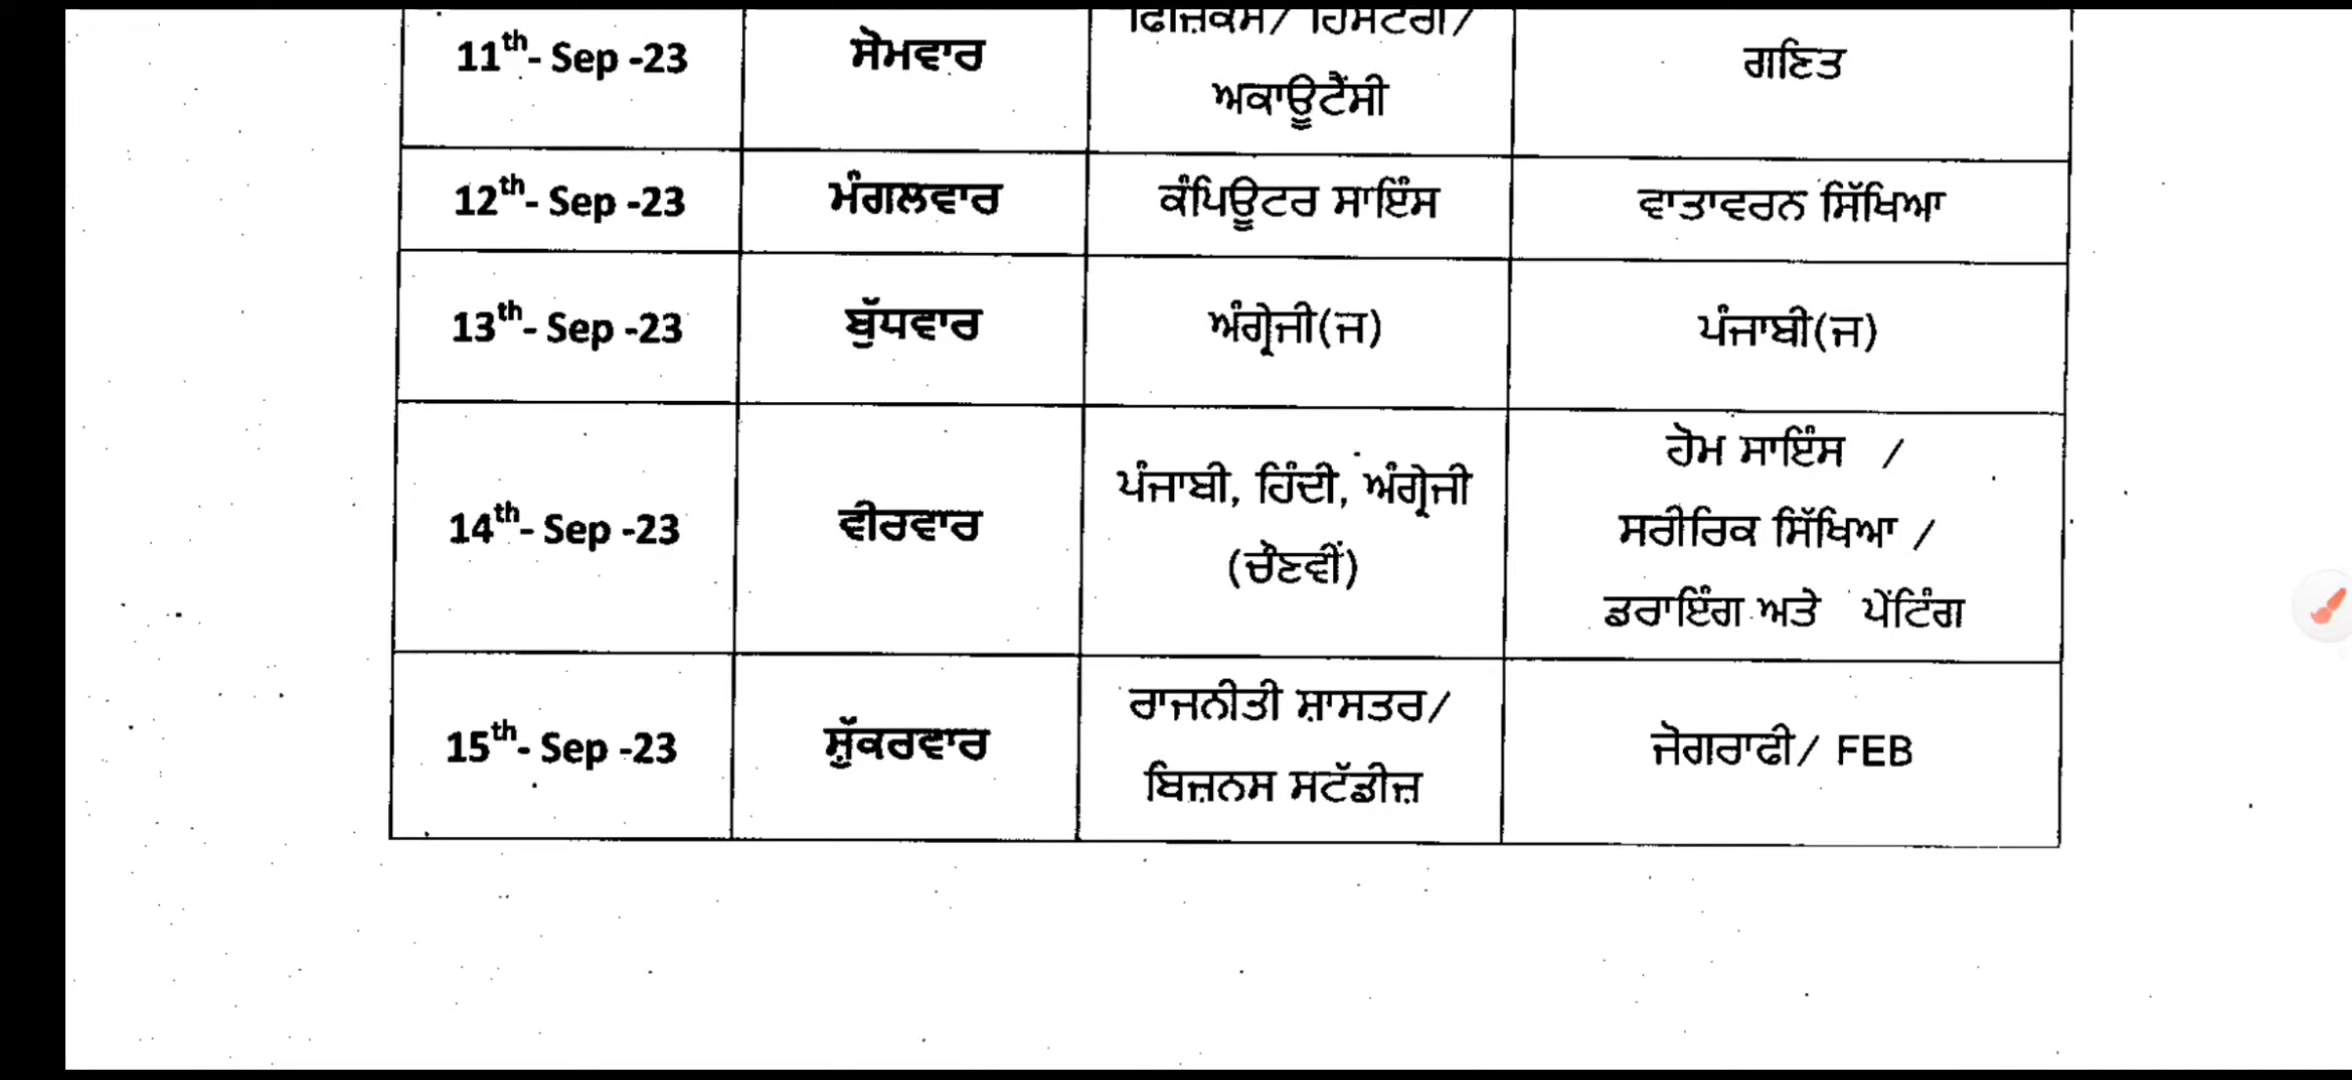 ਫਿਜ਼ਿਕਸ/ ਹਿਸਟਰੀ/
11th- Sep -23 ਸੋਮਵਾਰ ਅਕਾਊਟੈਂਸੀ ਗਣਿਤ
12th- Sep -23 ਮੰਗਲਵਾਰ ਕੰਪਿਊਟਰ ਸਾਇੰਸ ਵਾਤਾਵਰਨ ਸਿੱਖਿਆ
13th- Sep -23 ਬੁੱਧਵਾਰ ਅੰਗ੍ਰੇਜੀ(ਜ) ਪੰਜਾਬੀ(ਜ)
14th- Sep -23 ਵੀਰਵਾਰ
ਪੰਜਾਬੀ, ਹਿੰਦੀ, ਅੰਗ੍ਰੇਜੀ
(ਚੋਣਵੀਂ)
ਹੋਮ ਸਾਇੰਸ /
ਸਰੀਰਿਕ ਸਿੱਖਿਆ /
ਡਰਾਇੰਗ ਅਤੇ ਪੇਂਟਿੰਗ
15th- Sep -23 ਸ਼ੁੱਕਰਵਾਰ
ਰਾਜਨੀਤੀ ਸ਼ਾਸਤਰ/
ਬਿਜ਼ਨਸ ਸਟੱਡੀਜ਼
ਜੋਗਰਾਫੀ/ FEB